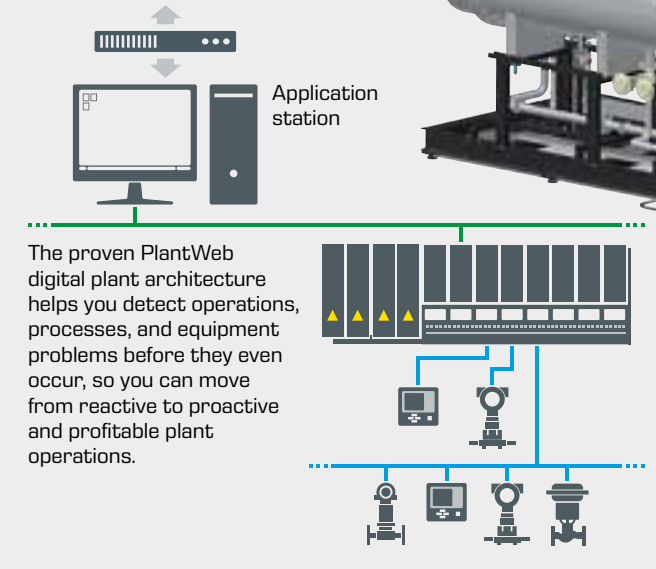 Application
station
The proven PlantWeb
digital plant architecture
helps you detect operations,
processes, and equipment
problems before they even
occur, so you can move
from reactive to proactive
and profitable plant
operations.